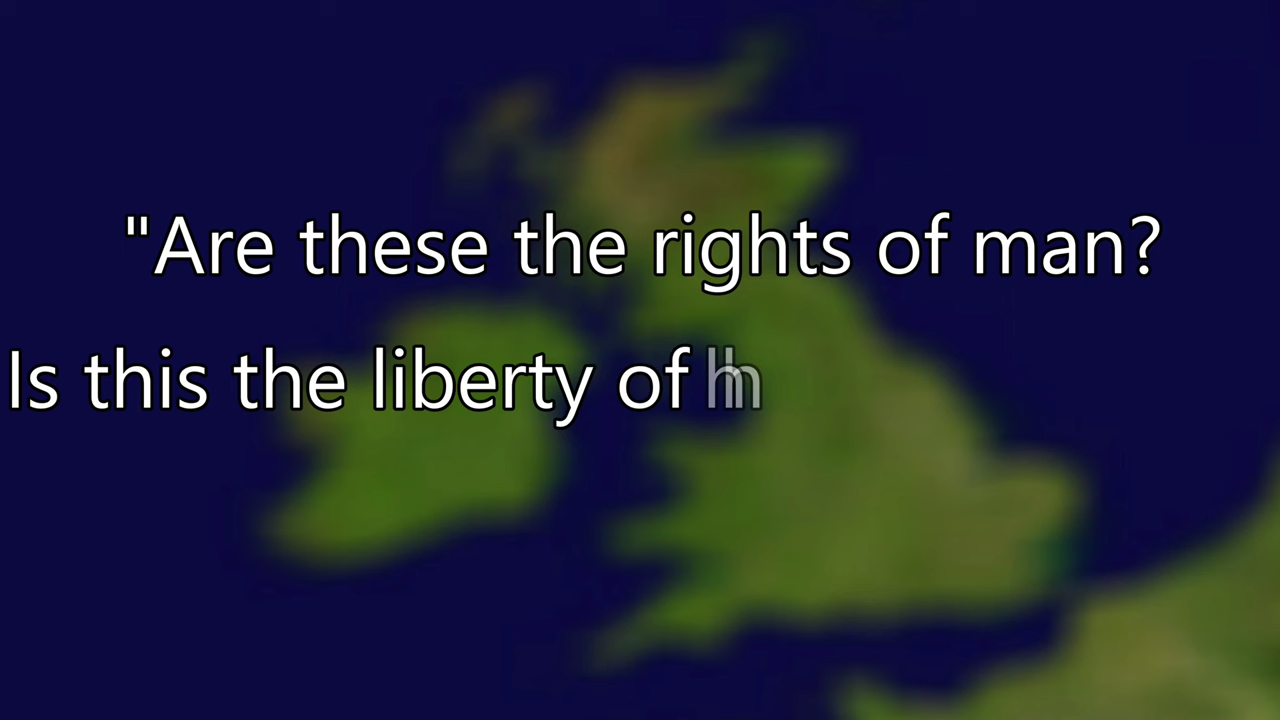 "Are these the rights of man?
Is this the liberty of